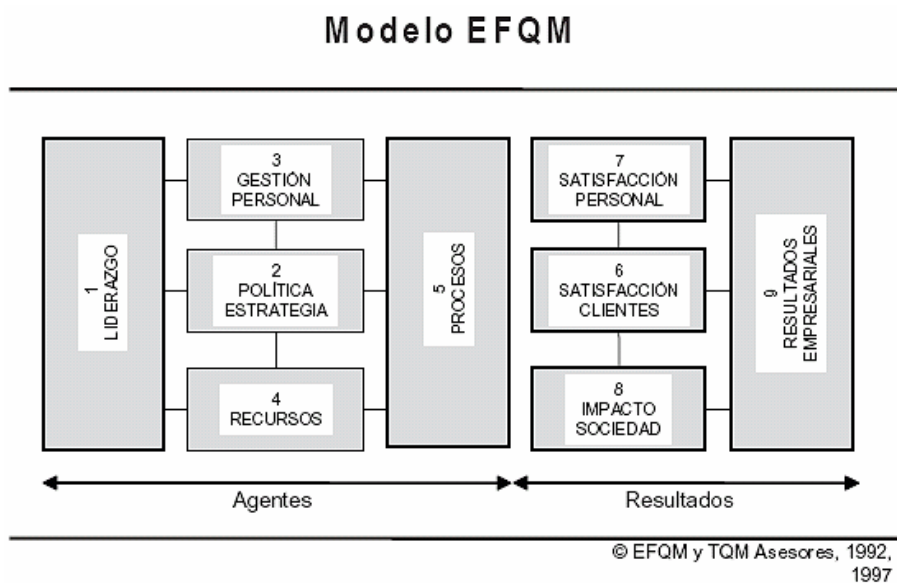 Modelo EFQM
1
LIDERAZGO
3
GESTIÓN
PERSONAL
2
POLÍTICA
ESTRATEGIA
4
RECURSOS
5
PROCESOS
7
SATISFACCIÓN
PERSONAL
6
SATISFACCIÓN
CLIENTES
8
IMPACTO
SOCIEDAD
9
RESULTADOS
EMPRESARIALES
Agentes
Resultados
© EFQM y TQM Asesores, 1992,
1997